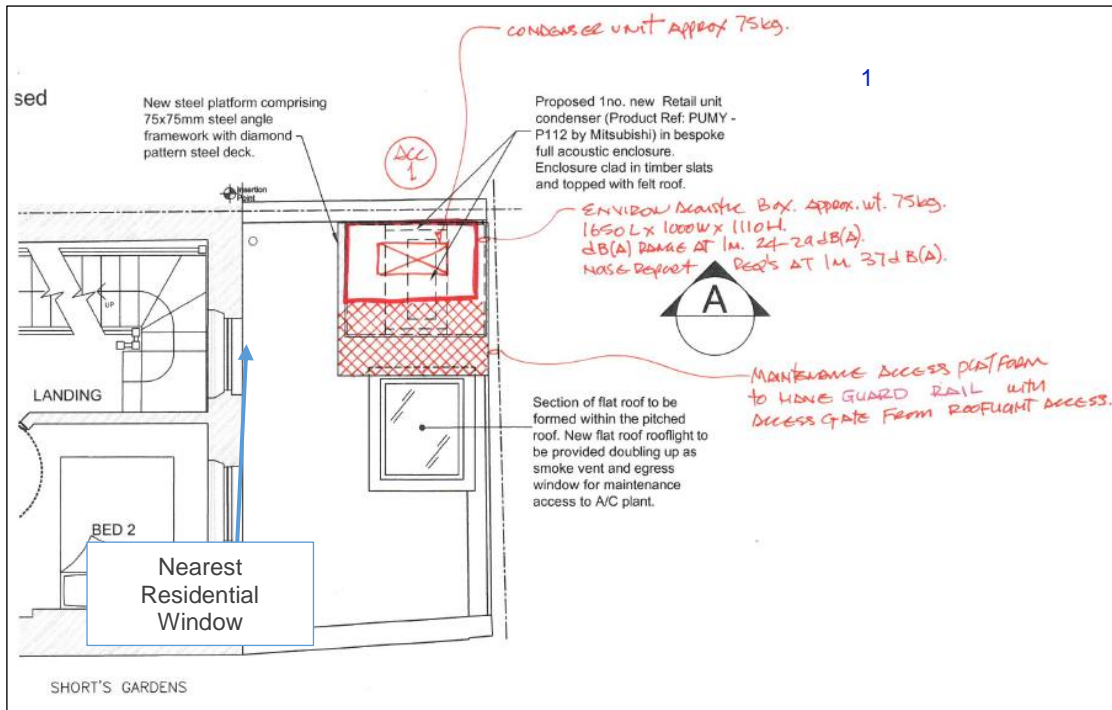 CONDENSER UNIT APPROX 75kg.
1
sed
New steel platform comprising
75x75mm steel angle
framework with diamond
pattern steel deck.
Proposed 1no. new Retail unit
condenser (Product Ref: PUMY -
P112 by Mitsubishi) in bespoke
full acoustic enclosure.
Enclosure clad in timber slats
and topped with felt roof.
ACC
1
Insertion
Point
ENVIRON Acoustic Box. Approx. wt. 75kg.
1650L x 1000W x 1110H.
dB(A) RANGE AT 1M. 24-29dB(A).
NOISE REPORT REQ'S AT 1M 37dB(A).
A
UP
LANDING
MAINTENANCE ACCESS PLATFORM
TO HAVE GUARD RAIL with
ACCESS GATE FROM ROOFLIGHT ACCESS.
Section of flat roof to be
formed within the pitched
roof. New flat roof rooflight to
be provided doubling up as
smoke vent and egress
window for maintenance
access to A/C plant.
BED 2
Nearest
Residential
Window
SHORT'S GARDENS